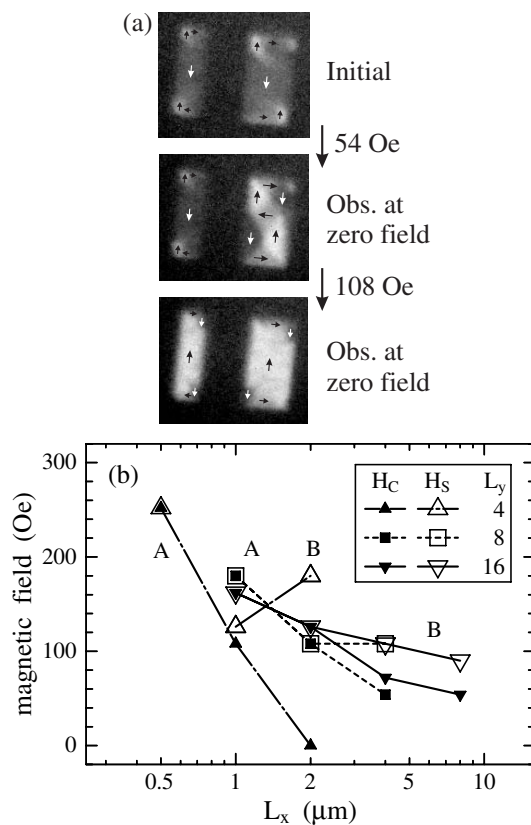 (a)
Initial
54 Oe
Obs. at
zero field
108 Oe
Obs. at
zero field
(b)
H_C H_S L_y
4
8
16
A A B
B
magnetic field (Oe)
300
200
100
0
0.5 1 2 5 10
L_x (μm)